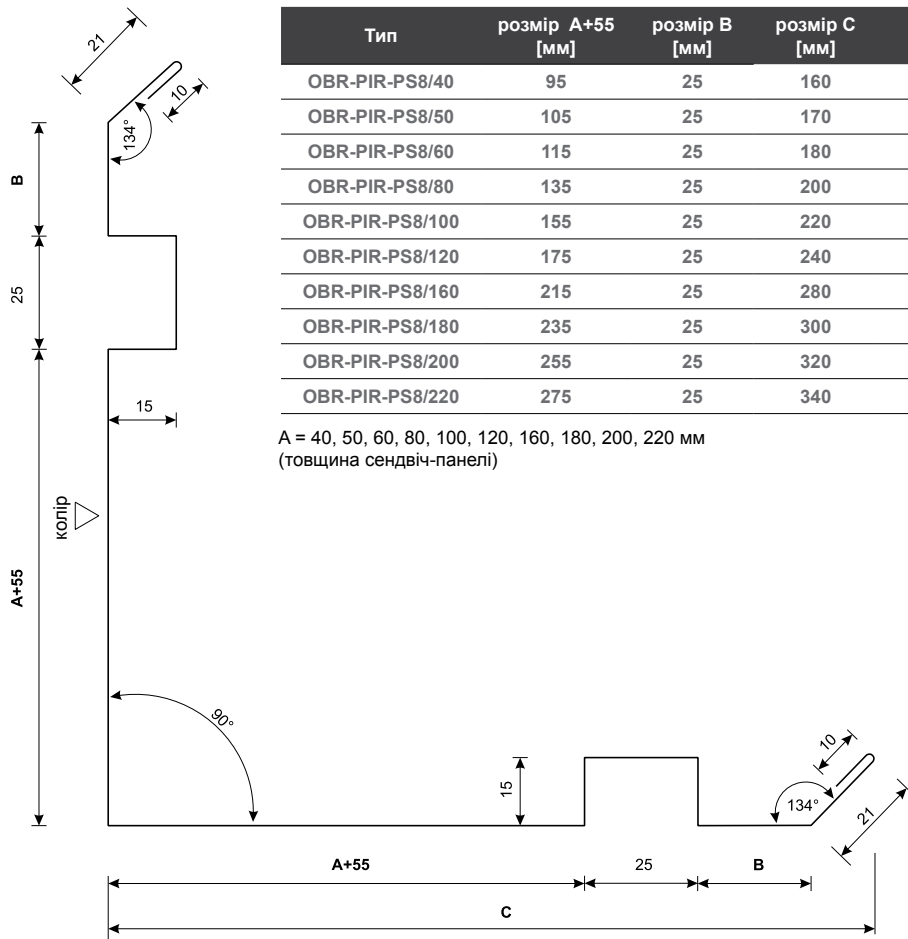 Тип розмір A+55 [мм] розмір B [мм] розмір C [мм]
OBR-PIR-PS8/40 95 25 160
OBR-PIR-PS8/50 105 25 170
OBR-PIR-PS8/60 115 25 180
OBR-PIR-PS8/80 135 25 200
OBR-PIR-PS8/100 155 25 220
OBR-PIR-PS8/120 175 25 240
OBR-PIR-PS8/160 215 25 280
OBR-PIR-PS8/180 235 25 300
OBR-PIR-PS8/200 255 25 320
OBR-PIR-PS8/220 275 25 340
A = 40, 50, 60, 80, 100, 120, 160, 180, 200, 220 мм
(товщина сендвіч-панелі)
21
10
134°
B
25
15
колір
A+55
90°
15
10
134°
21
A+55
25
B
C